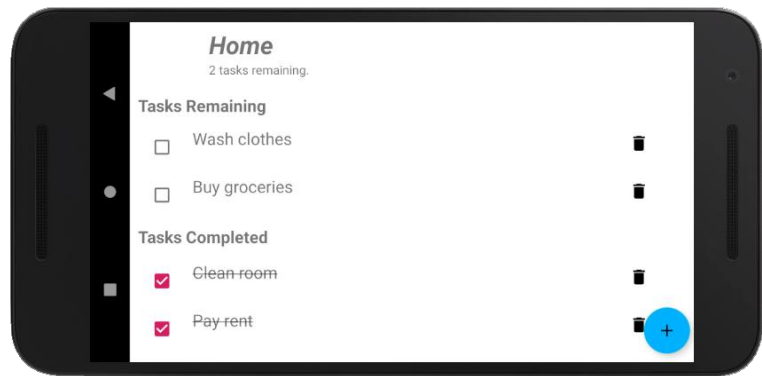 Home
2 tasks remaining.
Tasks Remaining
Wash clothes
Buy groceries
Tasks Completed
Clean room
Pay rent
+